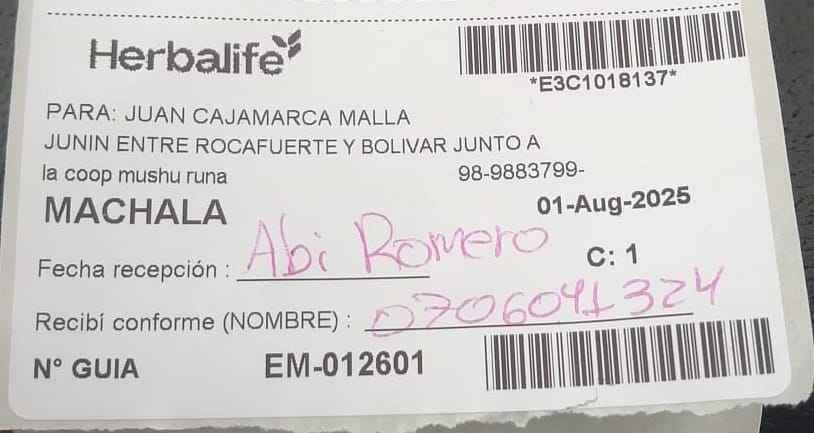 Herbalife
*E3C1018137*
PARA: JUAN CAJAMARCA MALLA
JUNIN ENTRE ROCAFUERTE Y BOLIVAR JUNTO A
la coop mushu runa 98-9883799-
MACHALA 01-Aug-2025
Fecha recepción : Abi Romero C: 1
Recibí conforme (NOMBRE) : 0706041324
N° GUIA EM-012601